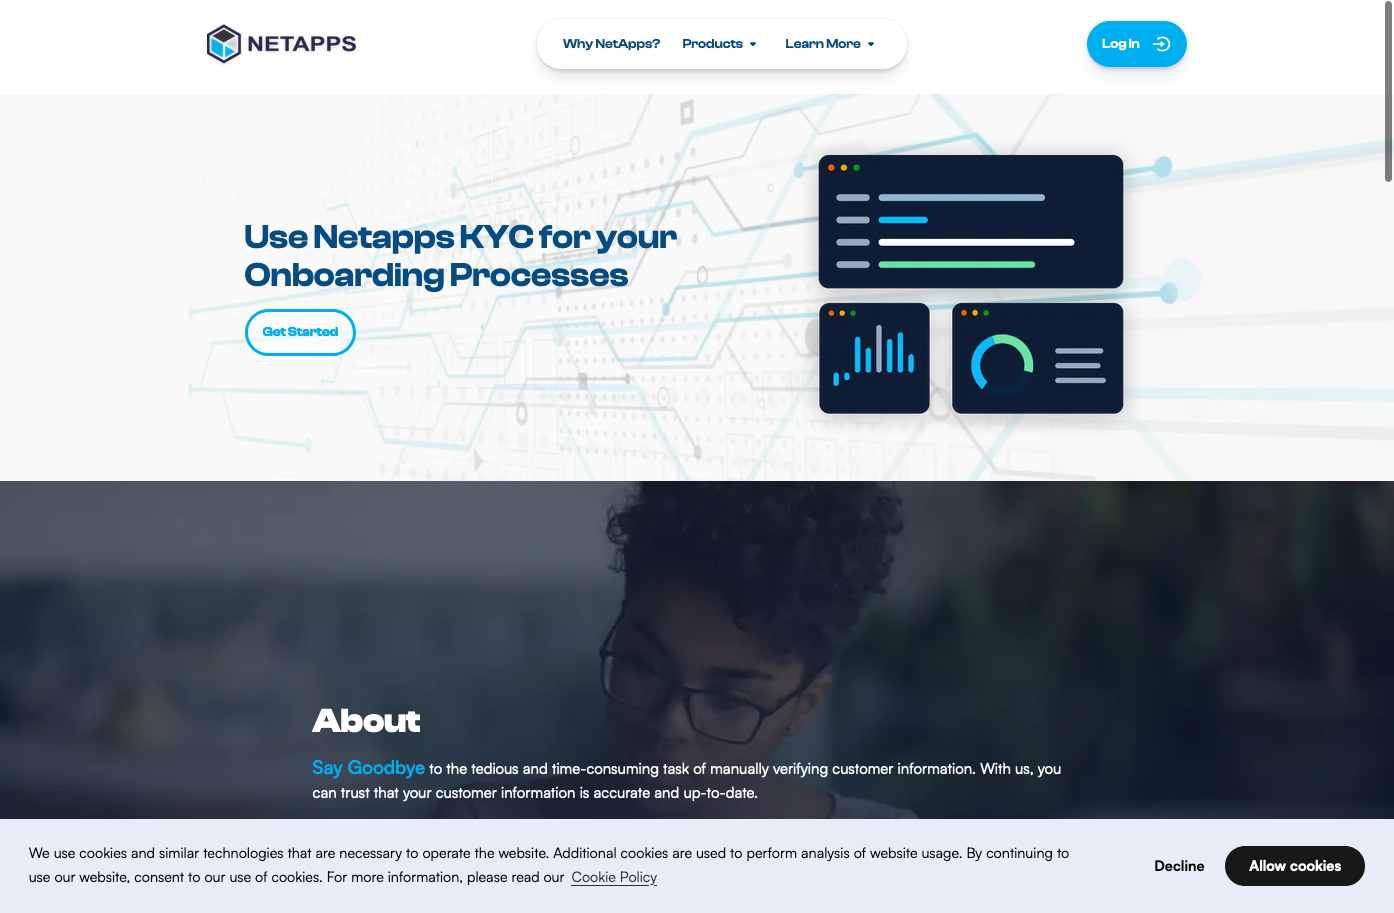 NETAPPS
Why NetApps? Products Learn More
Log In
Use Netapps KYC for your
Onboarding Processes
Get Started
About
Say Goodbye to the tedious and time-consuming task of manually verifying customer information. With us, you
can trust that your customer information is accurate and up-to-date.
We use cookies and similar technologies that are necessary to operate the website. Additional cookies are used to perform analysis of website usage. By continuing to
use our website, consent to our use of cookies. For more information, please read our Cookie Policy
Decline
Allow cookies